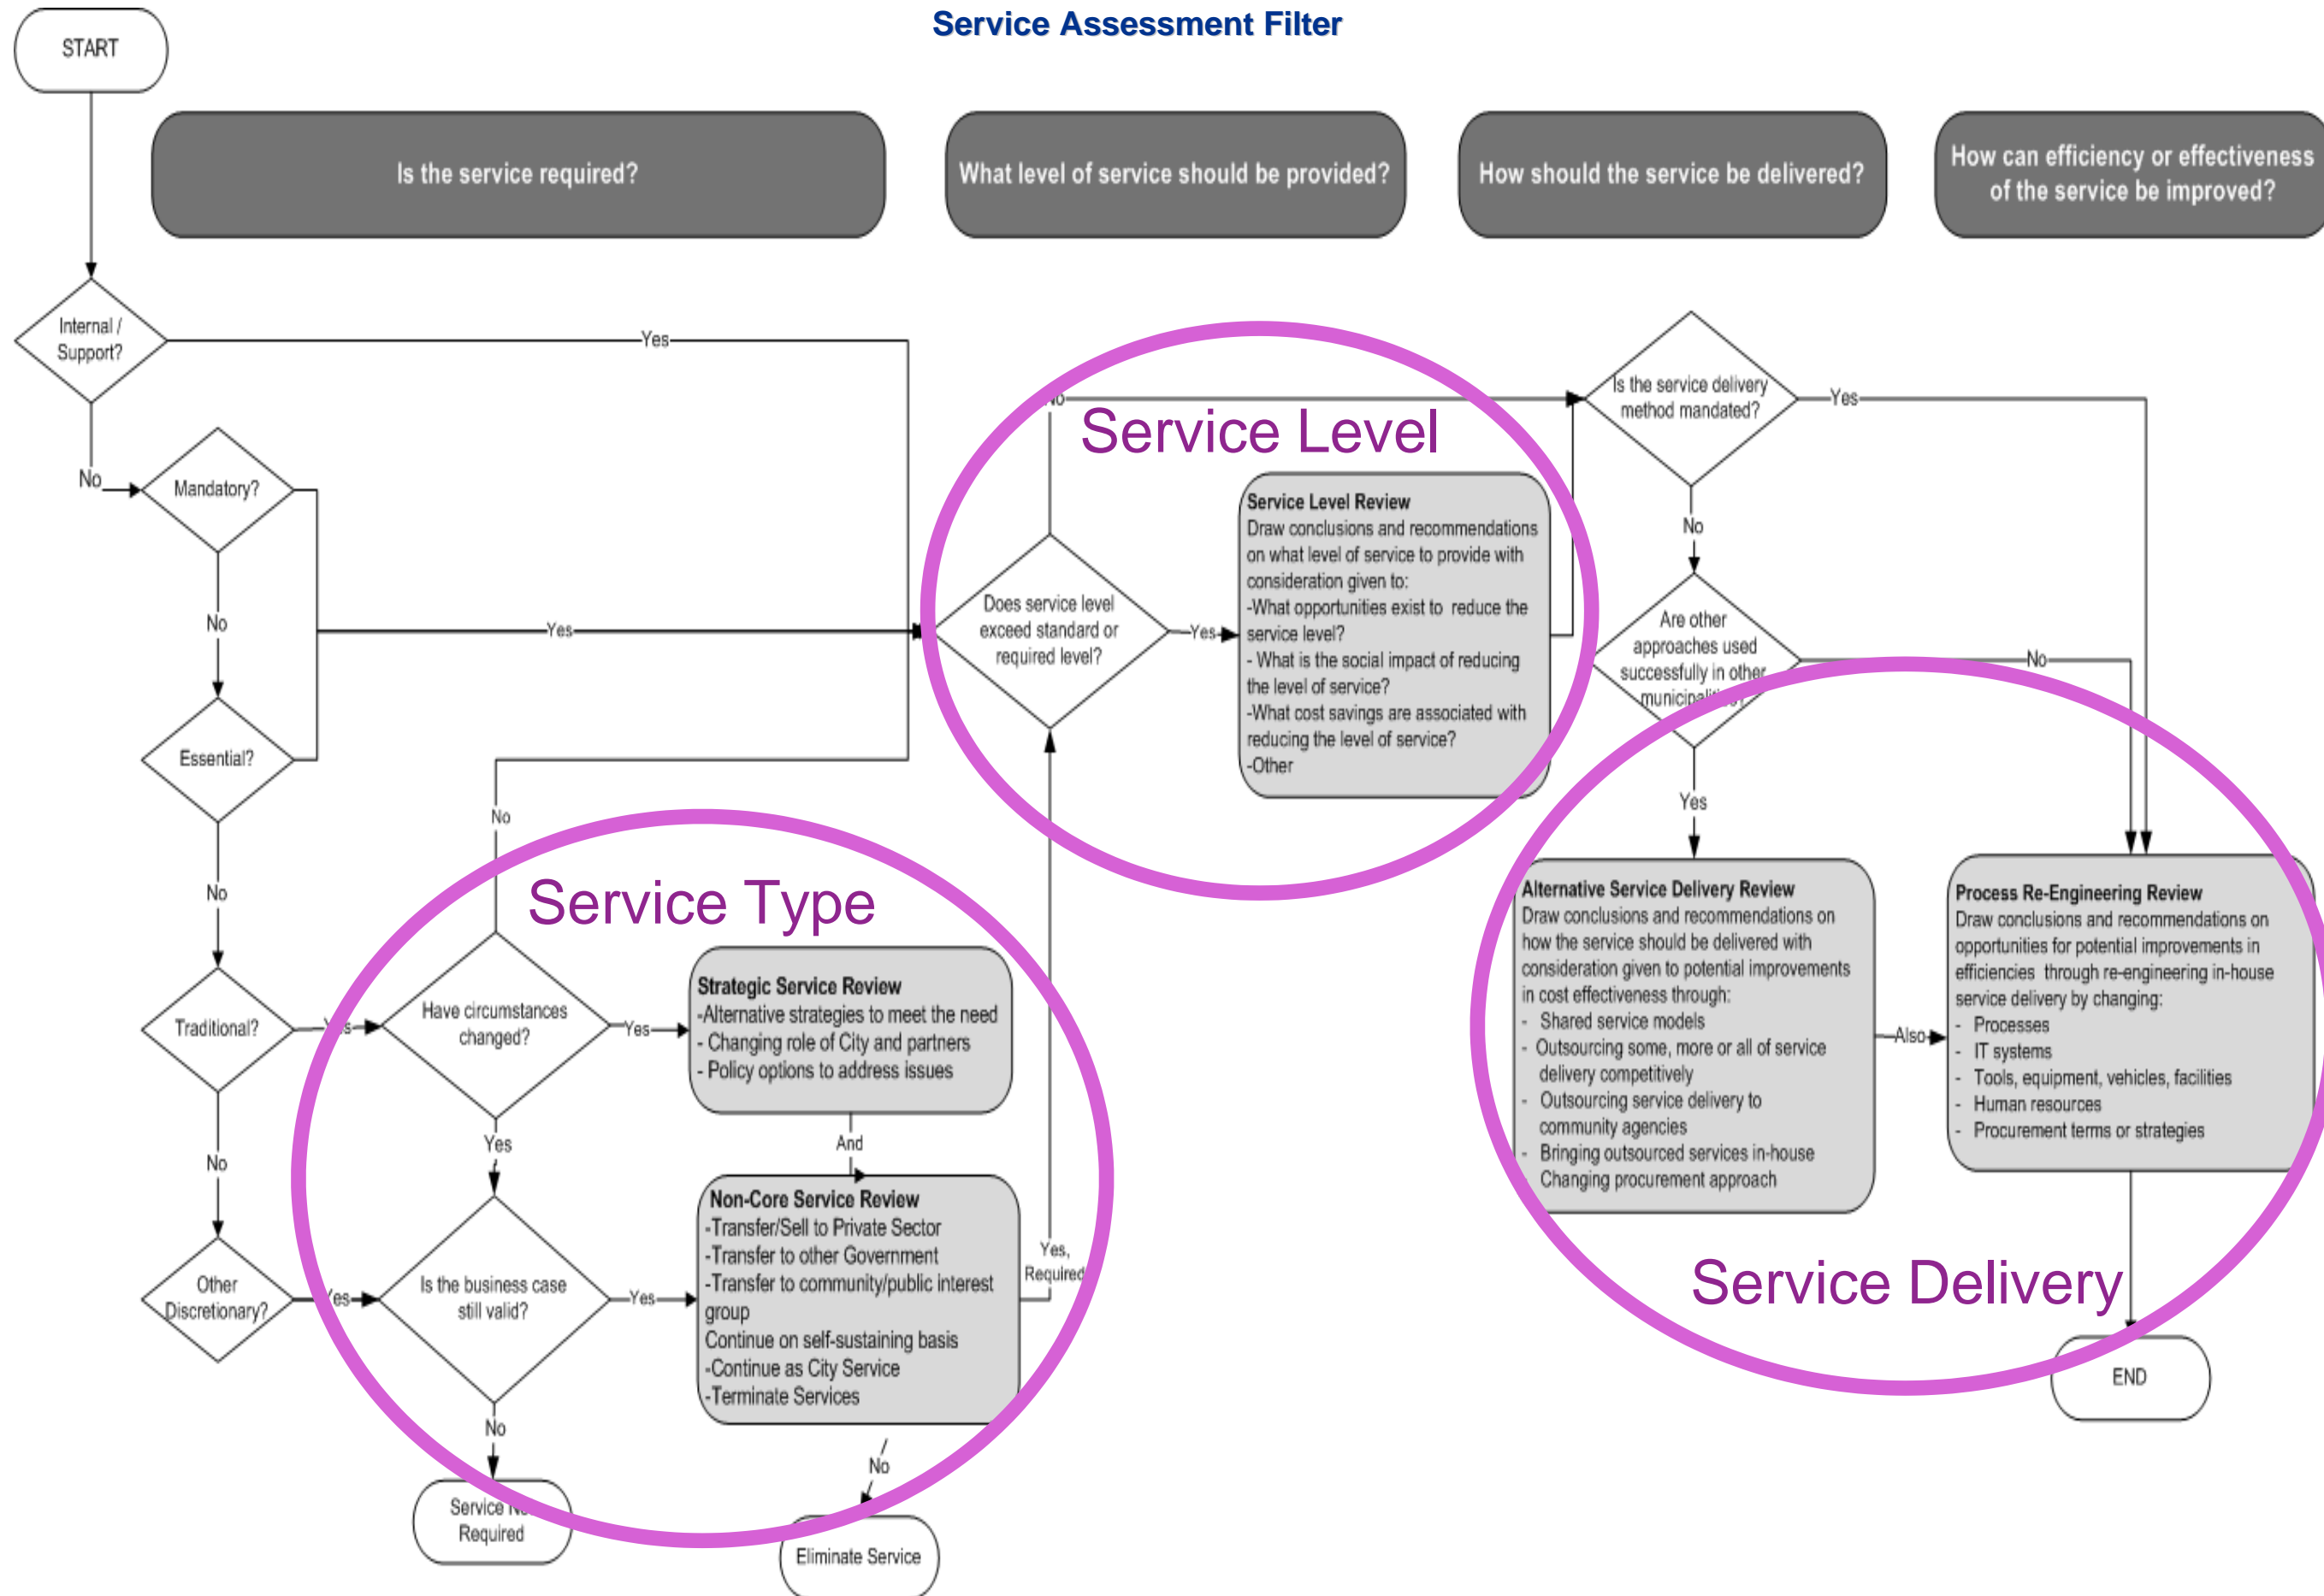 Service Assessment Filter
START
Is the service required?
What level of service should be provided?
How should the service be delivered?
How can efficiency or effectiveness
of the service be improved?
Internal /
Support?
Yes
No
Mandatory?
No
Yes
Essential?
No
Traditional?
Yes
No
Other
Discretionary?
Yes
Service Type
No
Have circumstances
changed?
Yes
Yes
Strategic Service Review
-Alternative strategies to meet the need
- Changing role of City and partners
- Policy options to address issues
And
Is the business case
still valid?
Yes
No
Non-Core Service Review
-Transfer/Sell to Private Sector
-Transfer to other Government
-Transfer to community/public interest
group
Continue on self-sustaining basis
-Continue as City Service
-Terminate Services
Yes,
Required
No
Service
Required
Eliminate Service
Service Level
No
Does service level
exceed standard or
required level?
Yes
Service Level Review
Draw conclusions and recommendations
on what level of service to provide with
consideration given to:
-What opportunities exist to reduce the
service level?
- What is the social impact of reducing
the level of service?
-What cost savings are associated with
reducing the level of service?
-Other
Is the service delivery
method mandated?
Yes
No
Are other
approaches used
successfully in other
municipalities?
No
Yes
Alternative Service Delivery Review
Draw conclusions and recommendations on
how the service should be delivered with
consideration given to potential improvements
in cost effectiveness through:
- Shared service models
- Outsourcing some, more or all of service
delivery competitively
- Outsourcing service delivery to
community agencies
- Bringing outsourced services in-house
Changing procurement approach
Also
Process Re-Engineering Review
Draw conclusions and recommendations on
opportunities for potential improvements in
efficiencies through re-engineering in-house
service delivery by changing:
- Processes
- IT systems
- Tools, equipment, vehicles, facilities
- Human resources
- Procurement terms or strategies
Service Delivery
END